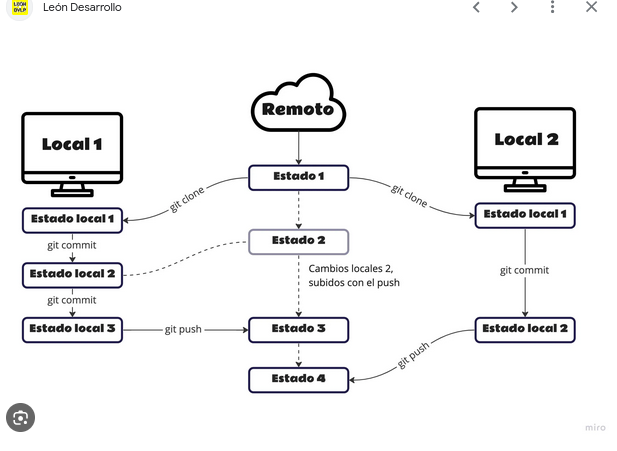 LEÓN
DVLP
León Desarrollo
Remoto
Local 1
Local 2
Estado 1
git clone
git clone
Estado local 1
Estado local 1
git commit
Estado 2
Estado local 2
Cambios locales 2,
subidos con el push
git commit
git commit
Estado local 3
git push
Estado 3
Estado local 2
git push
Estado 4
miro